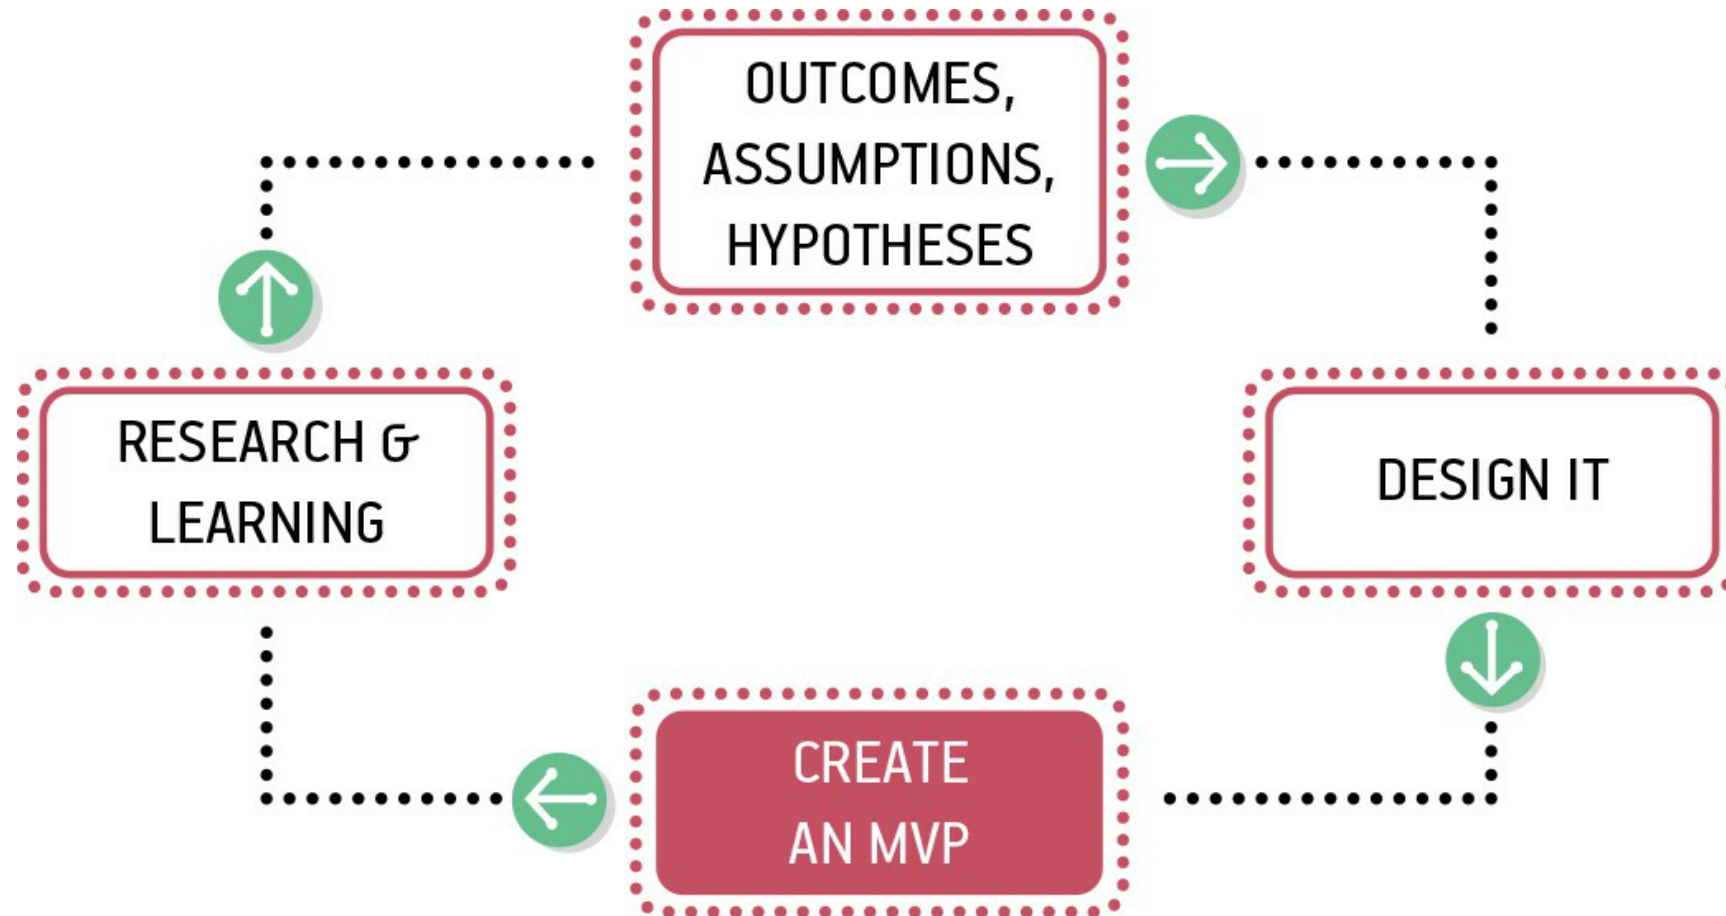 OUTCOMES,
ASSUMPTIONS,
HYPOTHESES
RESEARCH &
LEARNING
DESIGN IT
CREATE
AN MVP